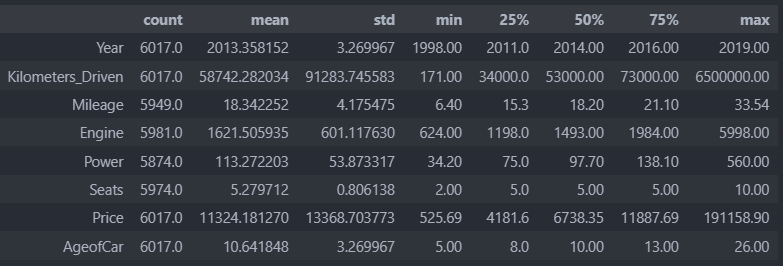 count mean std min 25% 50% 75% max
Year 6017.0 2013.358152 3.269967 1998.00 2011.0 2014.00 2016.00 2019.00
Kilometers_Driven 6017.0 58742.282034 91283.745583 171.00 34000.0 53000.00 73000.00 6500000.00
Mileage 5949.0 18.342252 4.175475 6.40 15.3 18.20 21.10 33.54
Engine 5981.0 1621.505935 601.117630 624.00 1198.0 1493.00 1984.00 5998.00
Power 5874.0 113.272203 53.873317 34.20 75.0 97.70 138.10 560.00
Seats 5974.0 5.279712 0.806138 2.00 5.0 5.00 5.00 10.00
Price 6017.0 11324.181270 13368.703773 525.69 4181.6 6738.35 11887.69 191158.90
AgeofCar 6017.0 10.641848 3.269967 5.00 8.0 10.00 13.00 26.00